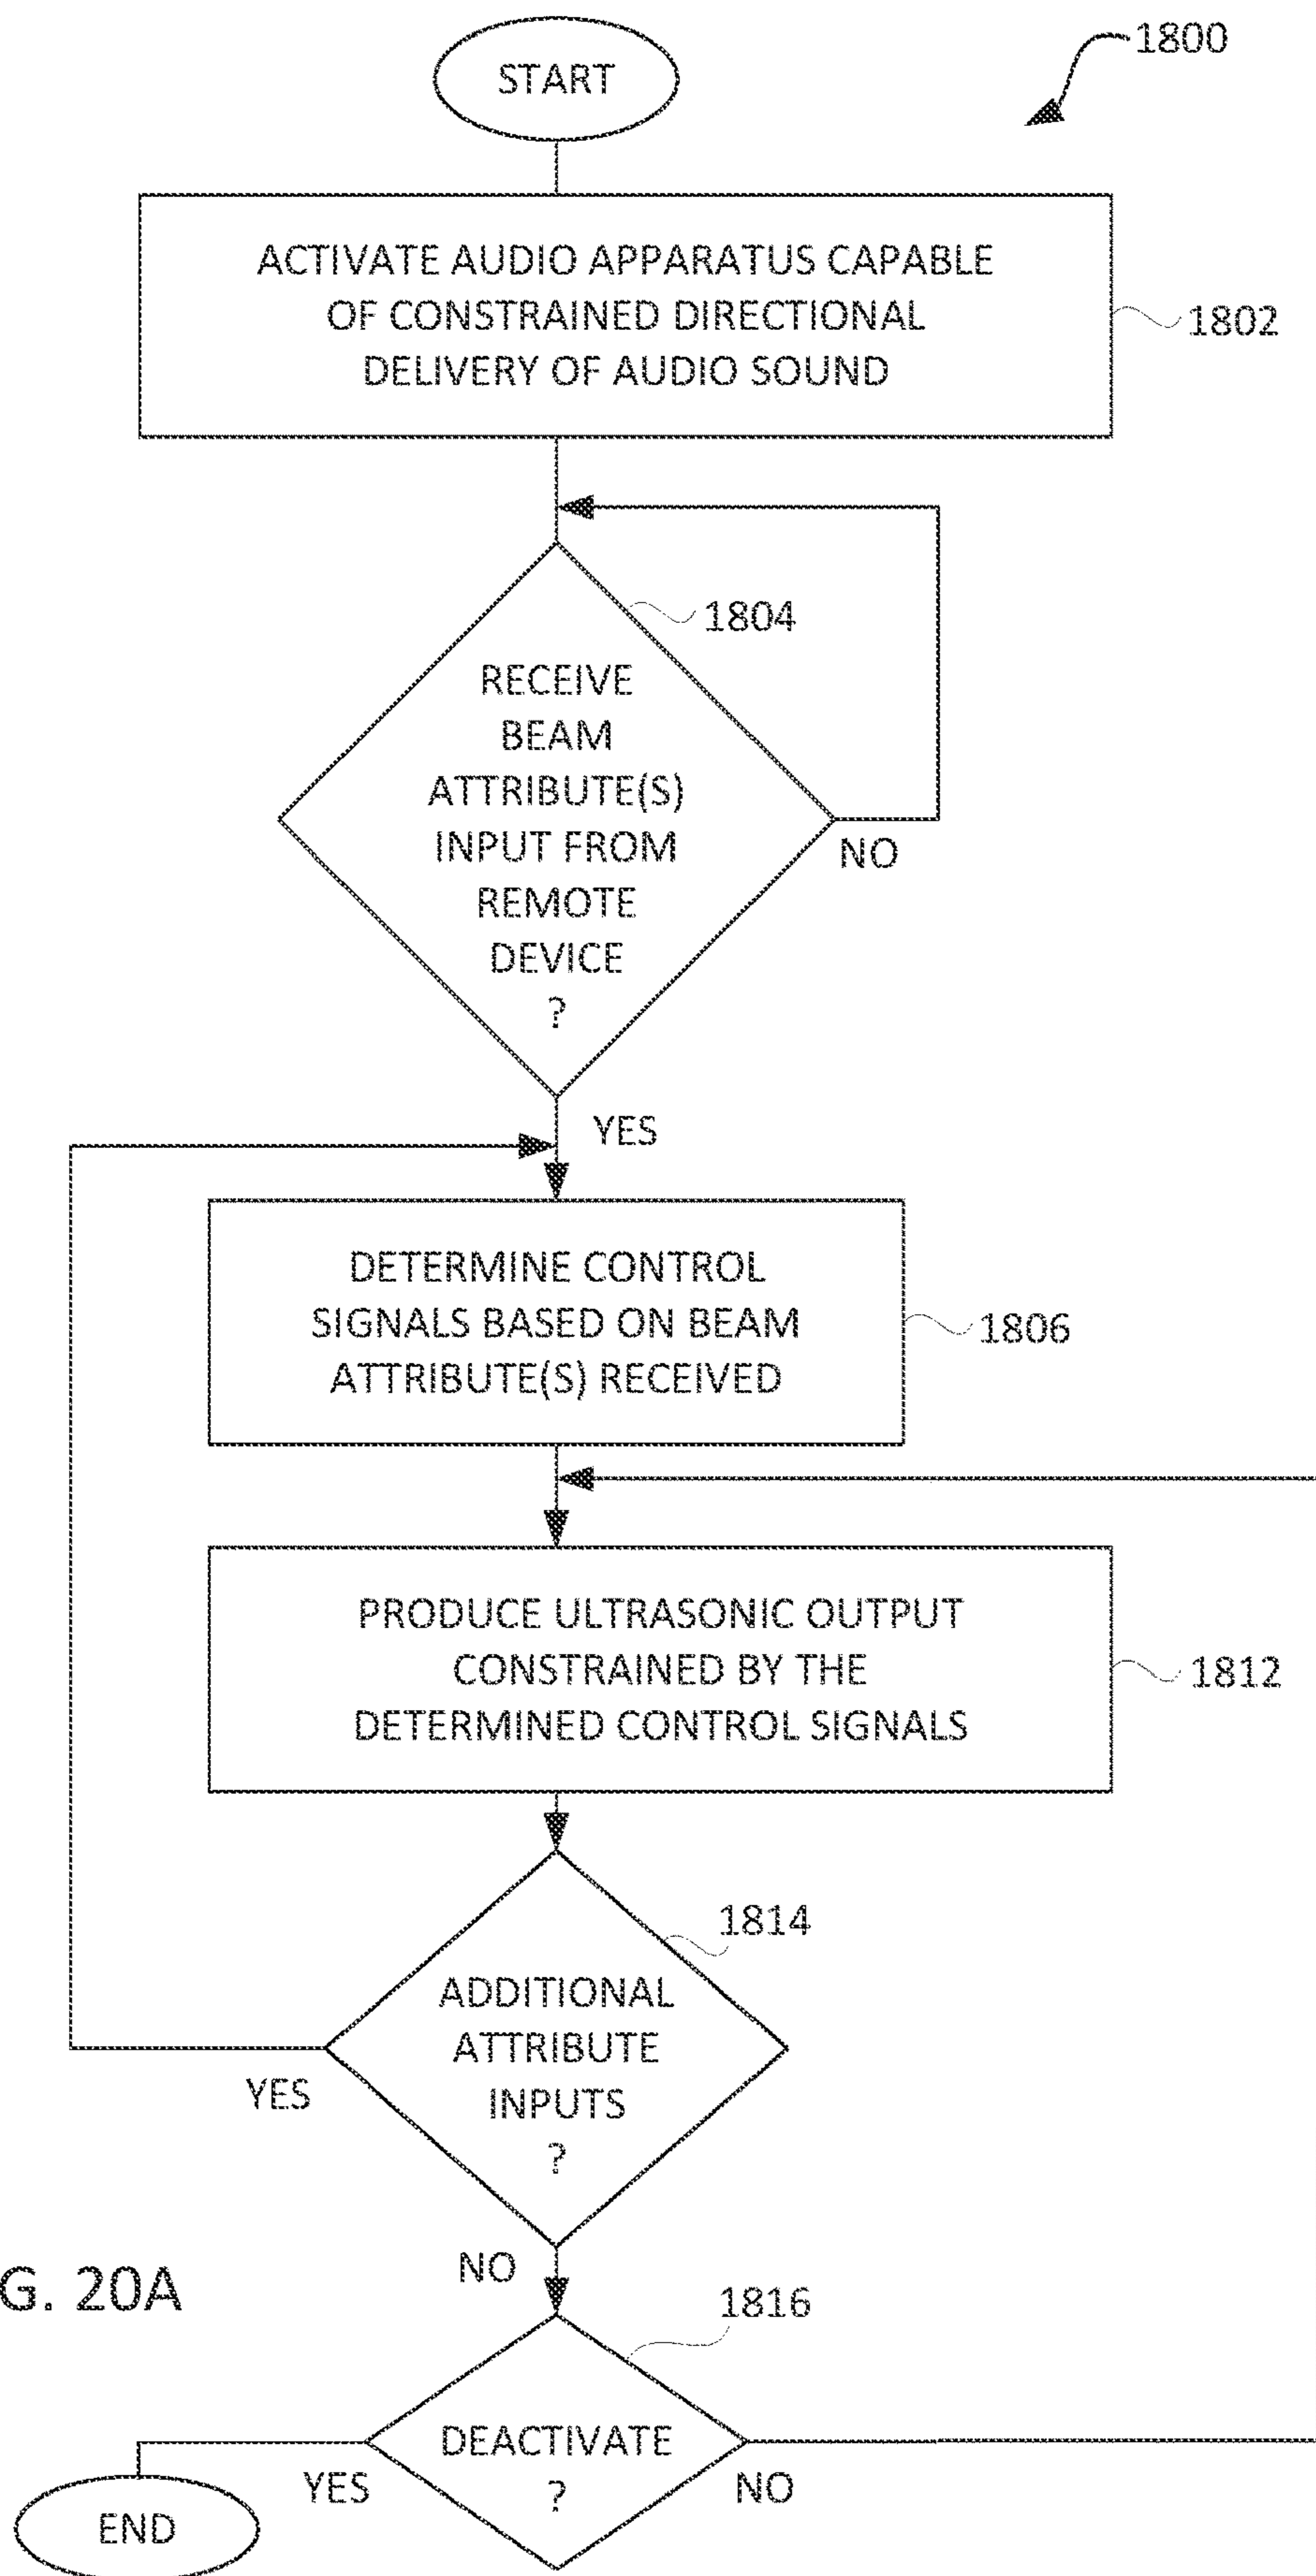 1800
START
ACTIVATE AUDIO APPARATUS CAPABLE
OF CONSTRAINED DIRECTIONAL
DELIVERY OF AUDIO SOUND
1802
1804
RECEIVE
BEAM
ATTRIBUTE(S)
INPUT FROM
REMOTE
DEVICE
?
NO
YES
DETERMINE CONTROL
SIGNALS BASED ON BEAM
ATTRIBUTE(S) RECEIVED
1806
PRODUCE ULTRASONIC OUTPUT
CONSTRAINED BY THE
DETERMINED CONTROL SIGNALS
1812
1814
ADDITIONAL
ATTRIBUTE
INPUTS
?
YES
NO
G. 20A
1816
DEACTIVATE
?
YES
NO
END